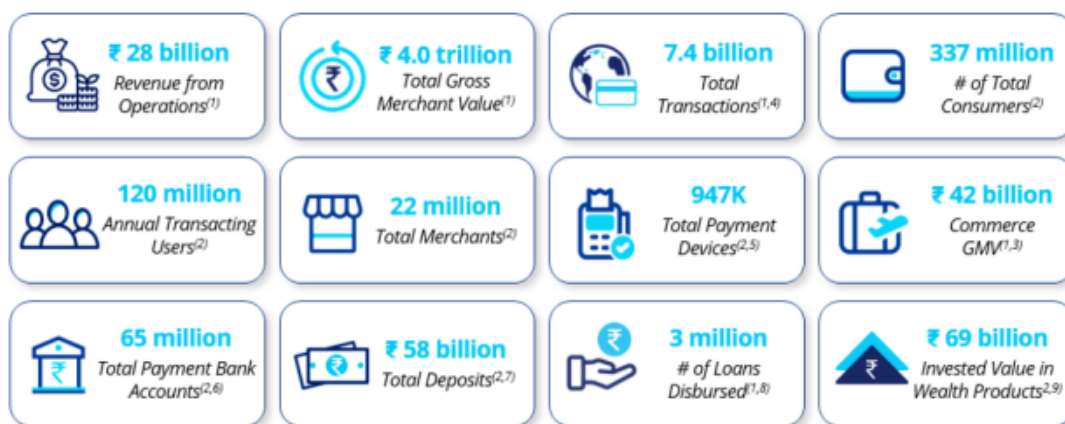 ₹ 28 billion
Revenue from
Operations(1)
₹ 4.0 trillion
Total Gross
Merchant Value(1)
7.4 billion
Total
Transactions(1,4)
337 million
# of Total
Consumers(2)
120 million
Annual Transacting
Users(2)
22 million
Total Merchants(2)
947K
Total Payment
Devices(2,5)
₹ 42 billion
Commerce
GMV(1,3)
65 million
Total Payment Bank
Accounts(2,6)
₹ 58 billion
Total Deposits(2,7)
3 million
# of Loans
Disbursed(1,8)
₹ 69 billion
Invested Value in
Wealth Products2,9)